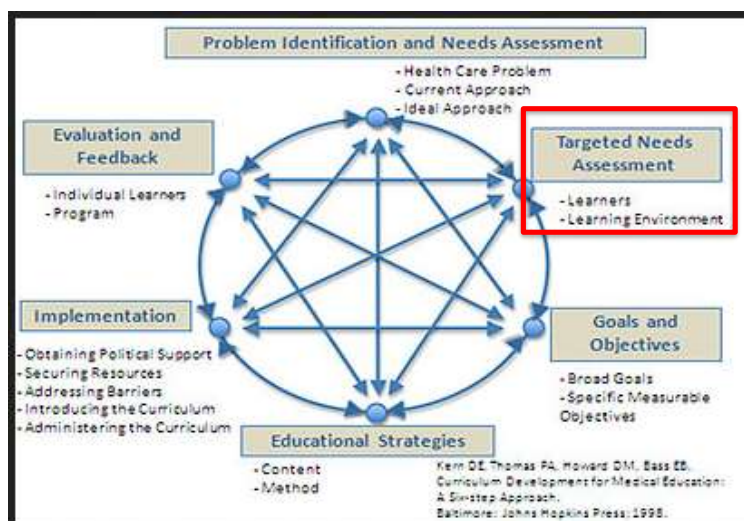 Problem Identification and Needs Assessment
- Health Care Problem
- Current Approach
- Ideal Approach
Evaluation and
Feedback
- Individual Learners
- Program
Targeted Needs
Assessment
- Learners
- Learning Environment
Implementation
- Obtaining Political Support
- Securing Resources
- Addressing Barriers
- Introducing the Curriculum
- Administering the Curriculum
Goals and
Objectives
- Broad Goals
- Specific Measurable
Objectives
Educational Strategies
- Content
- Method
Kern DE, Thomas PA, Howard DM, Bass EB.
Curriculum Development for Medical Education:
A Six-step Approach.
Baltimore: Johns Hopkins Press; 1998.